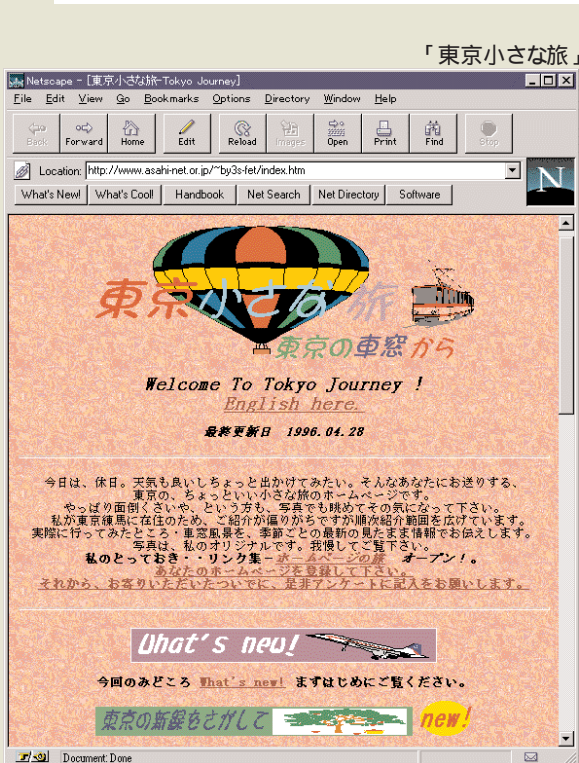 「東京小さな旅」
Netscape - [東京小さな旅-Tokyo Journey]
File Edit View Go Bookmarks Options Directory Window Help
Back Forward Home Edit Reload Images Open Print Find Stop
Location: http://www.asahi-net.or.jp/~by3s-fet/index.htm
N
What's New! What's Cool! Handbook Net Search Net Directory Software
東京小さな旅
東京の車窓から
Welcome To Tokyo Journey !
English here.
最終更新日 1996.04.28
今日は、休日。天気も良いしちょっと出かけてみたい。そんなあなたにお送りする、
東京の、ちょっといい小さな旅のホームページです。
やっぱり面倒くさいや、という方も、写真でも眺めてその気になって下さい。
私が東京練馬に在住のため、ご紹介が偏りがちですが順次紹介範囲を広げています。
実際に行ってみたところ・車窓風景を、季節ごとの最新の見たまま情報でお伝えします。
写真は、私のオリジナルです。我慢してご覧下さい。
私のとっておき・・リンク集-ホームページの旅 オープン！。
あなたのホームページを登録して下さい。
それから、お寄りいただいたついでに、是非アンケートに記入をお願いします。
What's new!
今回のみどころ What's new! まずはじめにご覧ください。
東京の新緑をさがして new!
Document: Done